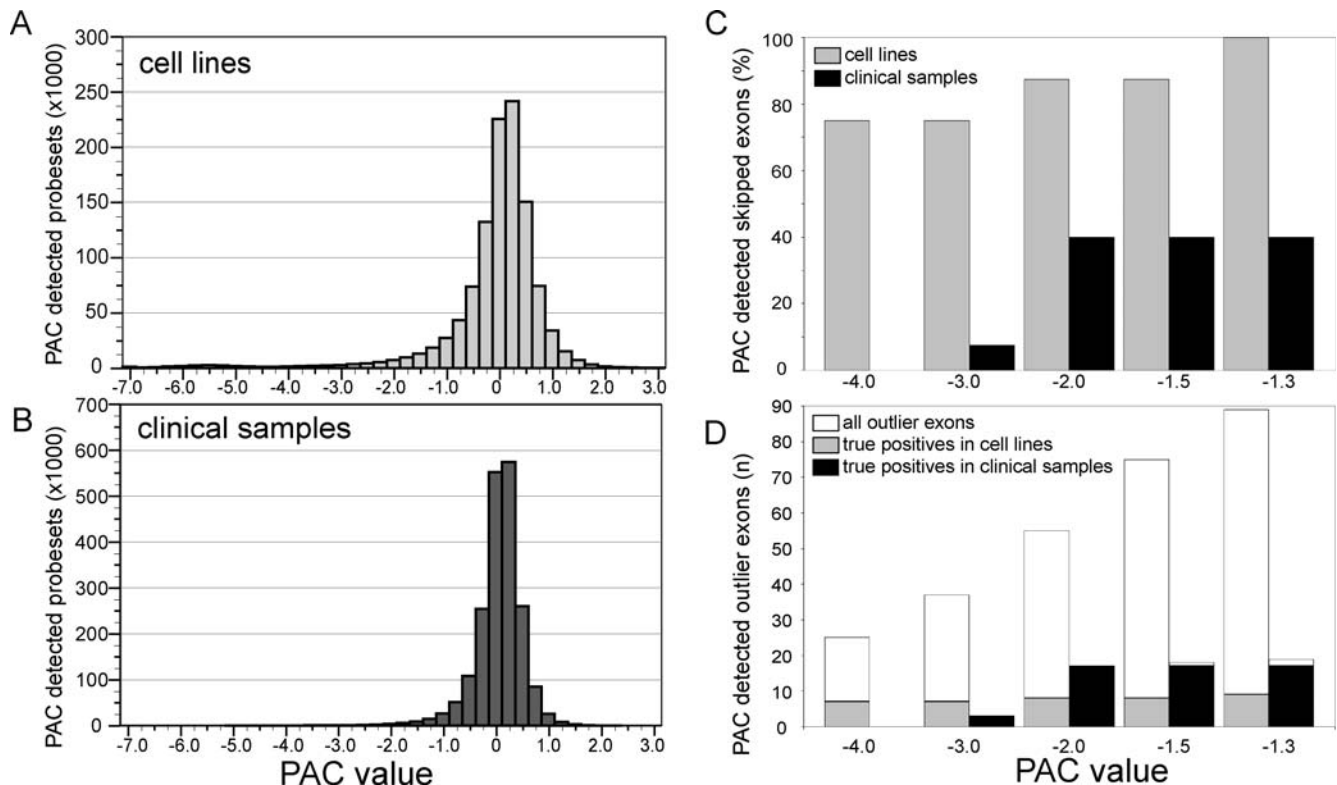 A
PAC detected probesets (x1000)
300
250
200
150
100
50
0
cell lines
-7.0 -6.0 -5.0 -4.0 -3.0 -2.0 -1.0 0 1.0 2.0 3.0
B
PAC detected probesets (x1000)
700
600
500
400
300
200
100
0
clinical samples
-7.0 -6.0 -5.0 -4.0 -3.0 -2.0 -1.0 0 1.0 2.0 3.0
PAC value
C
PAC detected skipped exons (%)
100
80
60
40
20
0
cell lines
clinical samples
-4.0 -3.0 -2.0 -1.5 -1.3
D
PAC detected outlier exons (n)
90
80
70
60
50
40
30
20
10
0
all outlier exons
true positives in cell lines
true positives in clinical samples
-4.0 -3.0 -2.0 -1.5 -1.3
PAC value